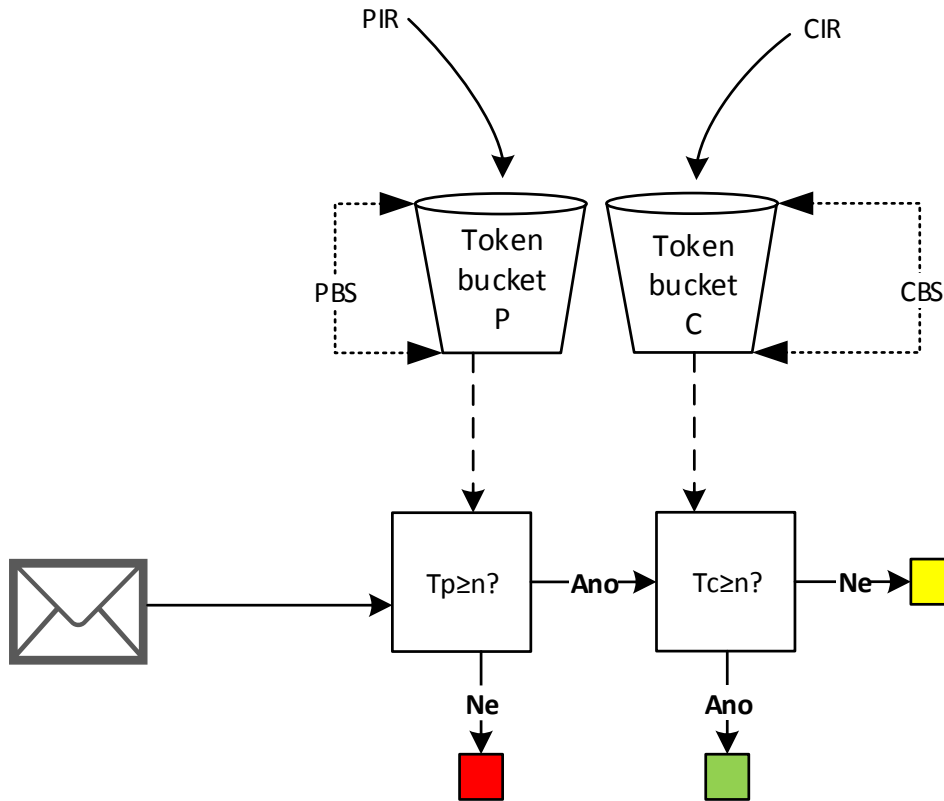 PIR
CIR
Token
bucket
P
Token
bucket
C
PBS
CBS
Tp≥n?
Ano
Tc≥n?
Ne
Ne
Ano